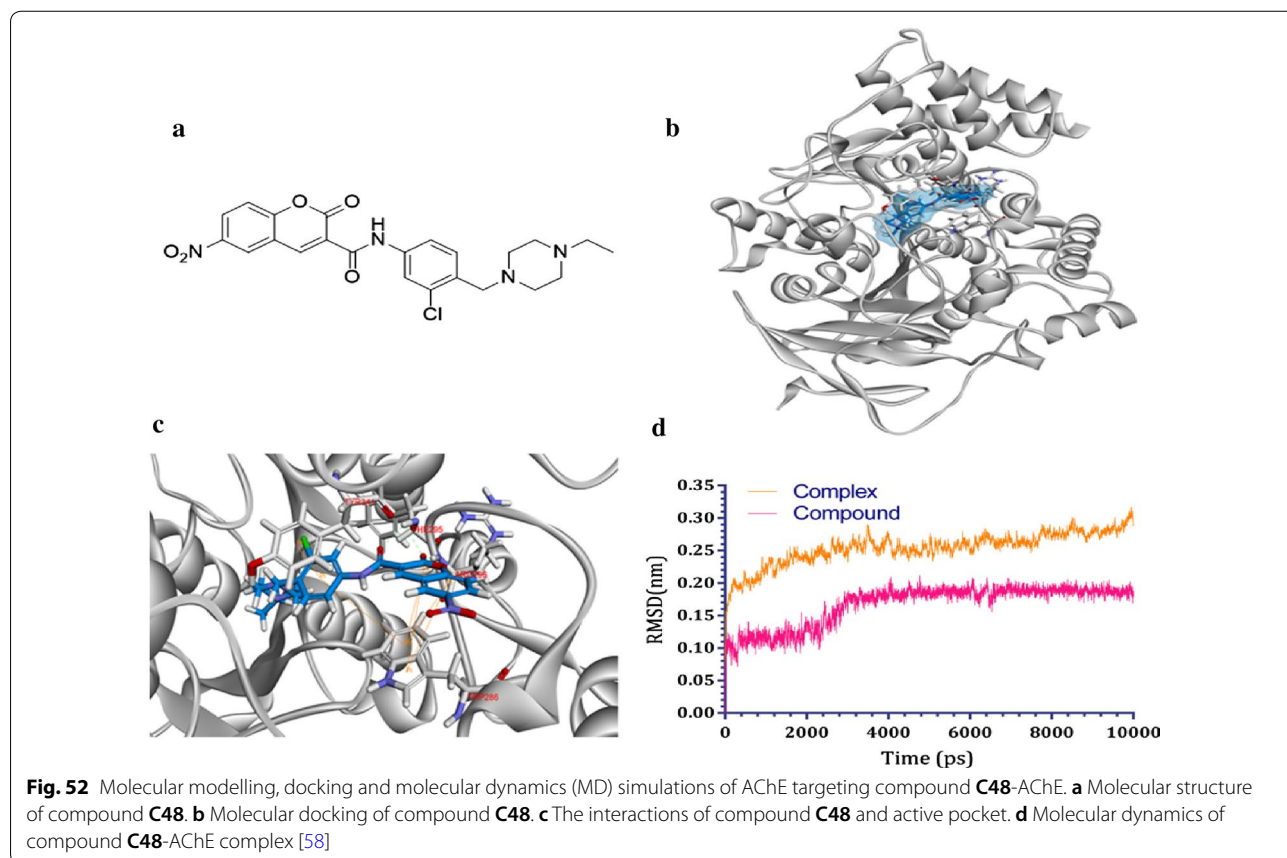 a
b
O
O
NH
O₂N
O
N
N
Cl
c
d
PHE295
0.35
0.30
0.25
0.20
0.15
0.10
0.05
0.00
RMSD(nm)
Complex
Compound
0
2000
4000
6000
8000
10000
Time (ps)
Fig. 52 Molecular modelling, docking and molecular dynamics (MD) simulations of AChE targeting compound C48-AChE. a Molecular structure
of compound C48. b Molecular docking of compound C48. c The interactions of compound C48 and active pocket. d Molecular dynamics of
compound C48-AChE complex [58]